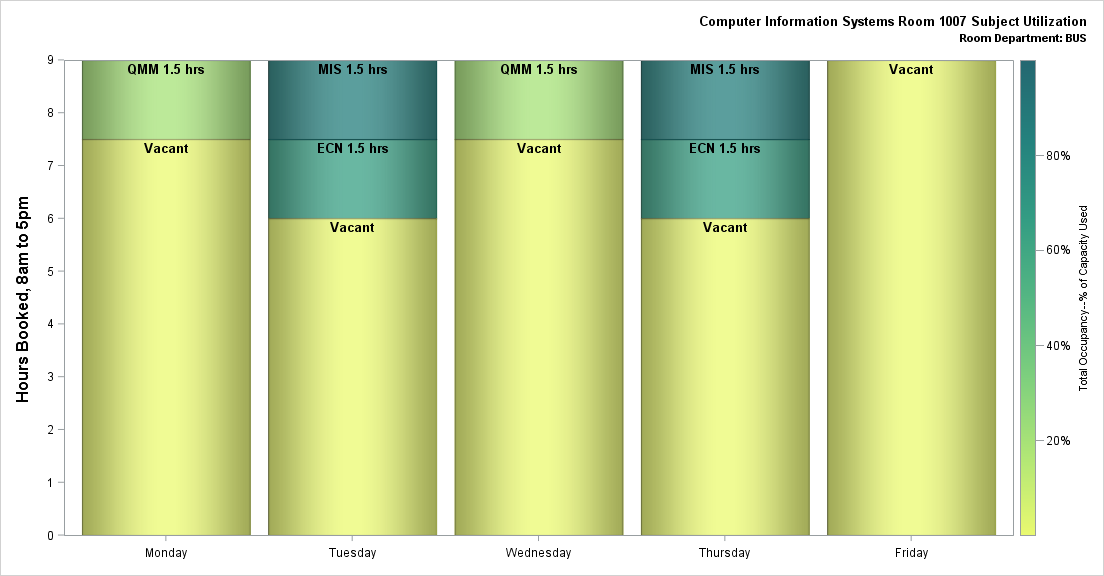 Computer Information Systems Room 1007 Subject Utilization
Room Department: BUS
Hours Booked, 8am to 5pm
9
8
7
6
5
4
3
2
1
0
QMM 1.5 hrs
Vacant
MIS 1.5 hrs
ECN 1.5 hrs
Vacant
QMM 1.5 hrs
Vacant
MIS 1.5 hrs
ECN 1.5 hrs
Vacant
Vacant
Monday
Tuesday
Wednesday
Thursday
Friday
80%
60%
40%
20%
Total Occupancy--% of Capacity Used